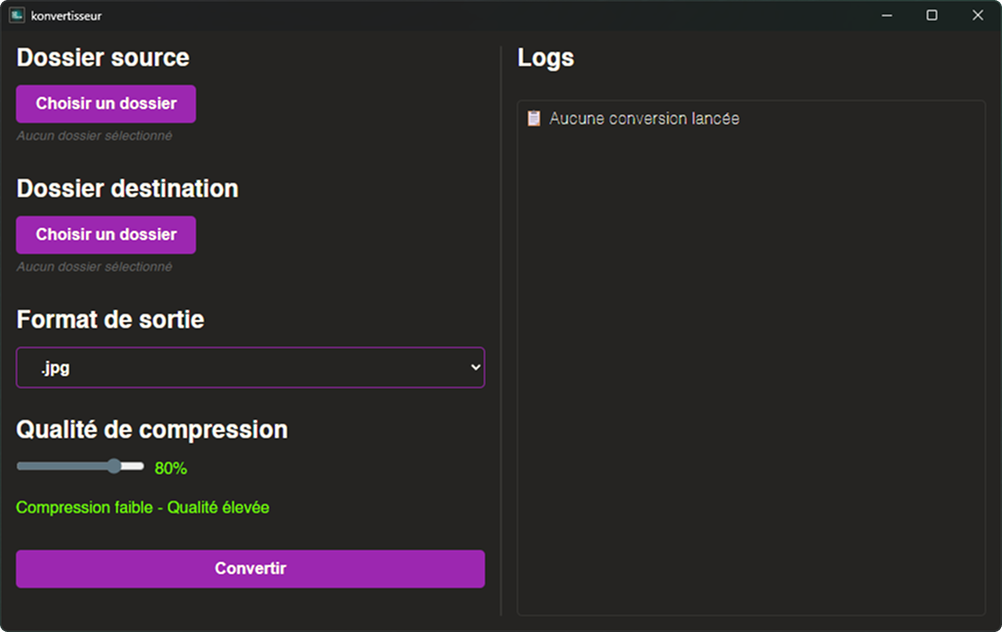 konvertisseur
Dossier source
Choisir un dossier
Aucun dossier sélectionné
Dossier destination
Choisir un dossier
Aucun dossier sélectionné
Format de sortie
.jpg
Qualité de compression
80%
Compression faible - Qualité élevée
Convertir
Logs
📋 Aucune conversion lancée